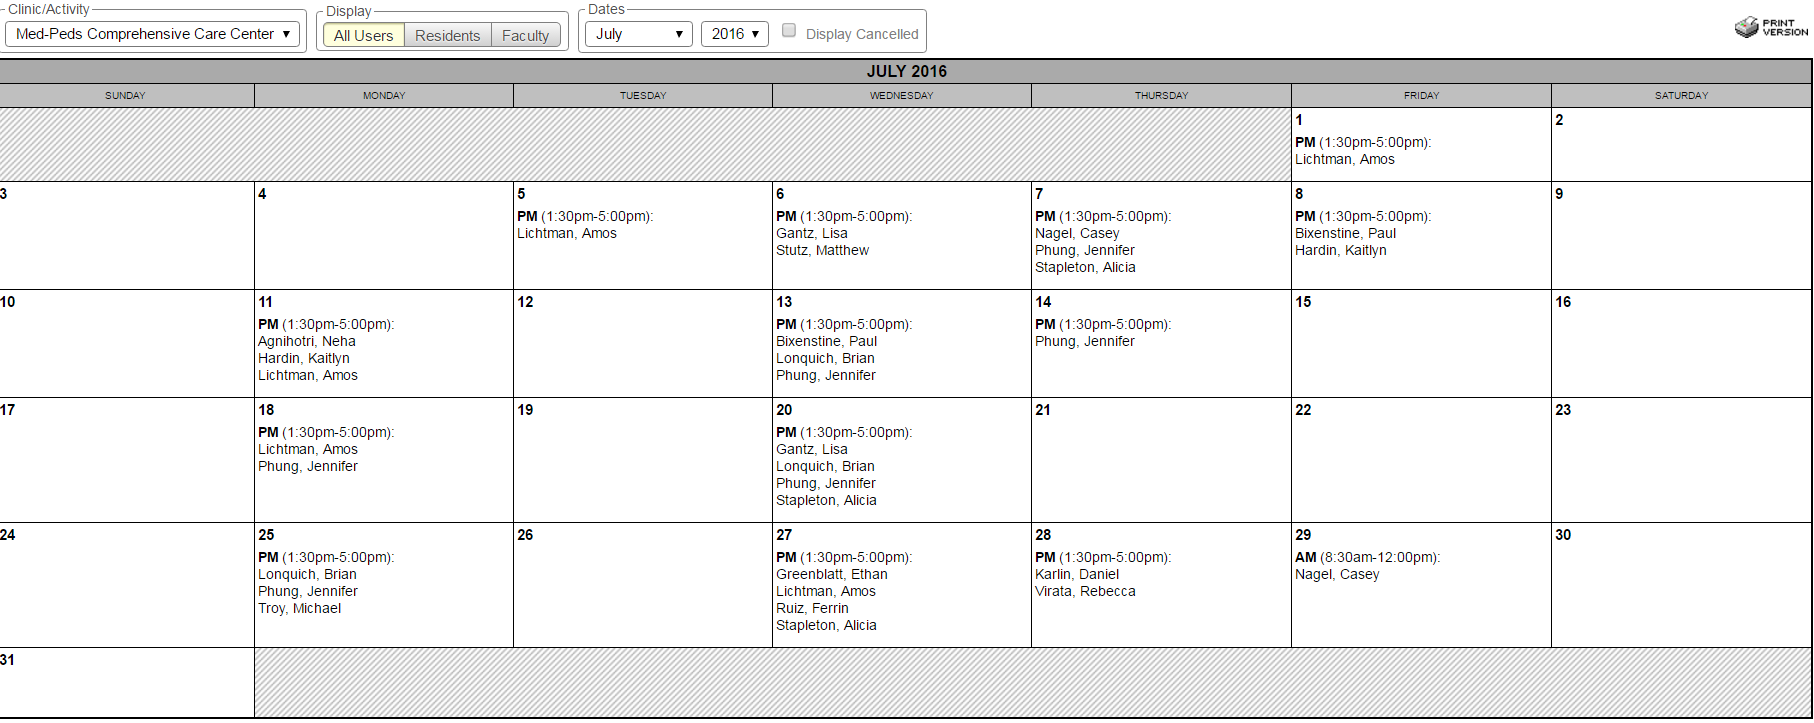 Clinic/Activity
Med-Peds Comprehensive Care Center
Display
All Users Residents Faculty
Dates
July 2016 Display Cancelled
PRINT
VERSION
JULY 2016
SUNDAY MONDAY TUESDAY WEDNESDAY THURSDAY FRIDAY SATURDAY
1
PM (1:30pm-5:00pm):
Lichtman, Amos
2
3
4
5
PM (1:30pm-5:00pm):
Lichtman, Amos
6
PM (1:30pm-5:00pm):
Gantz, Lisa
Stutz, Matthew
7
PM (1:30pm-5:00pm):
Nagel, Casey
Phung, Jennifer
Stapleton, Alicia
8
PM (1:30pm-5:00pm):
Bixenstine, Paul
Hardin, Kaitlyn
9
10
11
PM (1:30pm-5:00pm):
Agnihotri, Neha
Hardin, Kaitlyn
Lichtman, Amos
12
13
PM (1:30pm-5:00pm):
Bixenstine, Paul
Lonquich, Brian
Phung, Jennifer
14
PM (1:30pm-5:00pm):
Phung, Jennifer
15
16
17
18
PM (1:30pm-5:00pm):
Lichtman, Amos
Phung, Jennifer
19
20
PM (1:30pm-5:00pm):
Gantz, Lisa
Lonquich, Brian
Phung, Jennifer
Stapleton, Alicia
21
22
23
24
25
PM (1:30pm-5:00pm):
Lonquich, Brian
Phung, Jennifer
Troy, Michael
26
27
PM (1:30pm-5:00pm):
Greenblatt, Ethan
Lichtman, Amos
Ruiz, Ferrin
Stapleton, Alicia
28
PM (1:30pm-5:00pm):
Karlin, Daniel
Virata, Rebecca
29
AM (8:30am-12:00pm):
Nagel, Casey
30
31